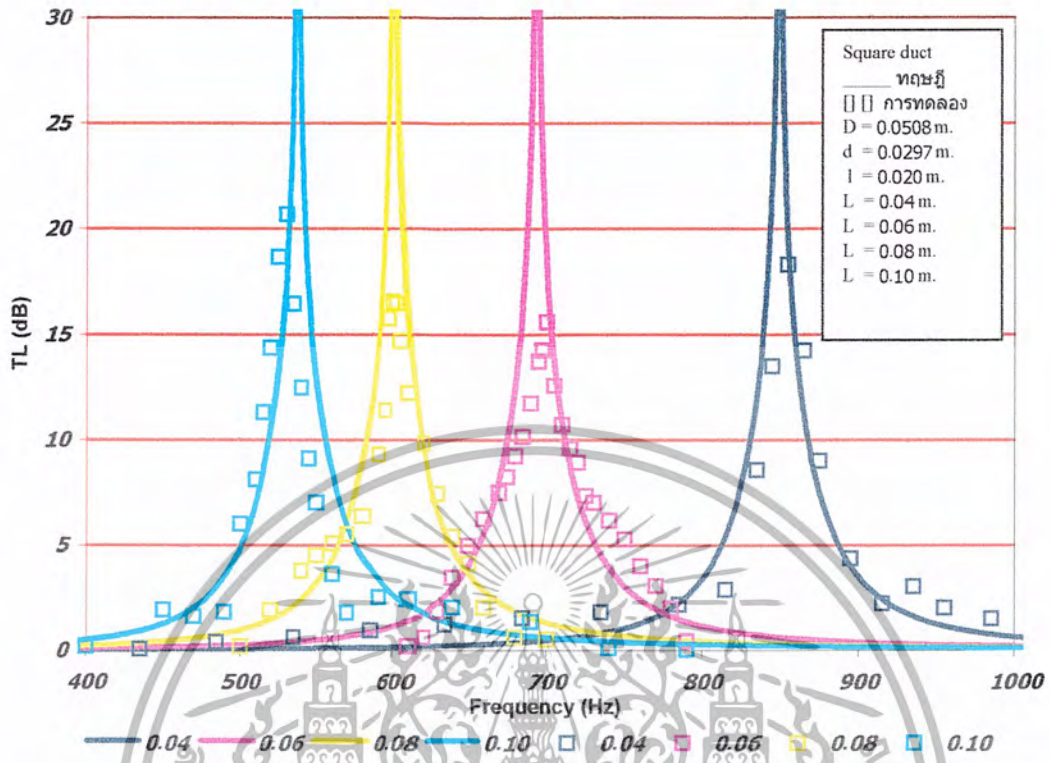 30
25
20
15
10
5
0
TL (dB)
Square duct
_____ ทฤษฎี
[] [] การทดลอง
D = 0.0508 m.
d = 0.0297 m.
l = 0.020 m.
L = 0.04 m.
L = 0.06 m.
L = 0.08 m.
L = 0.10 m.
400 500 600 700 800 900 1000
Frequency (Hz)
0.04 0.06 0.08 0.10 0.04 0.06 0.08 0.10